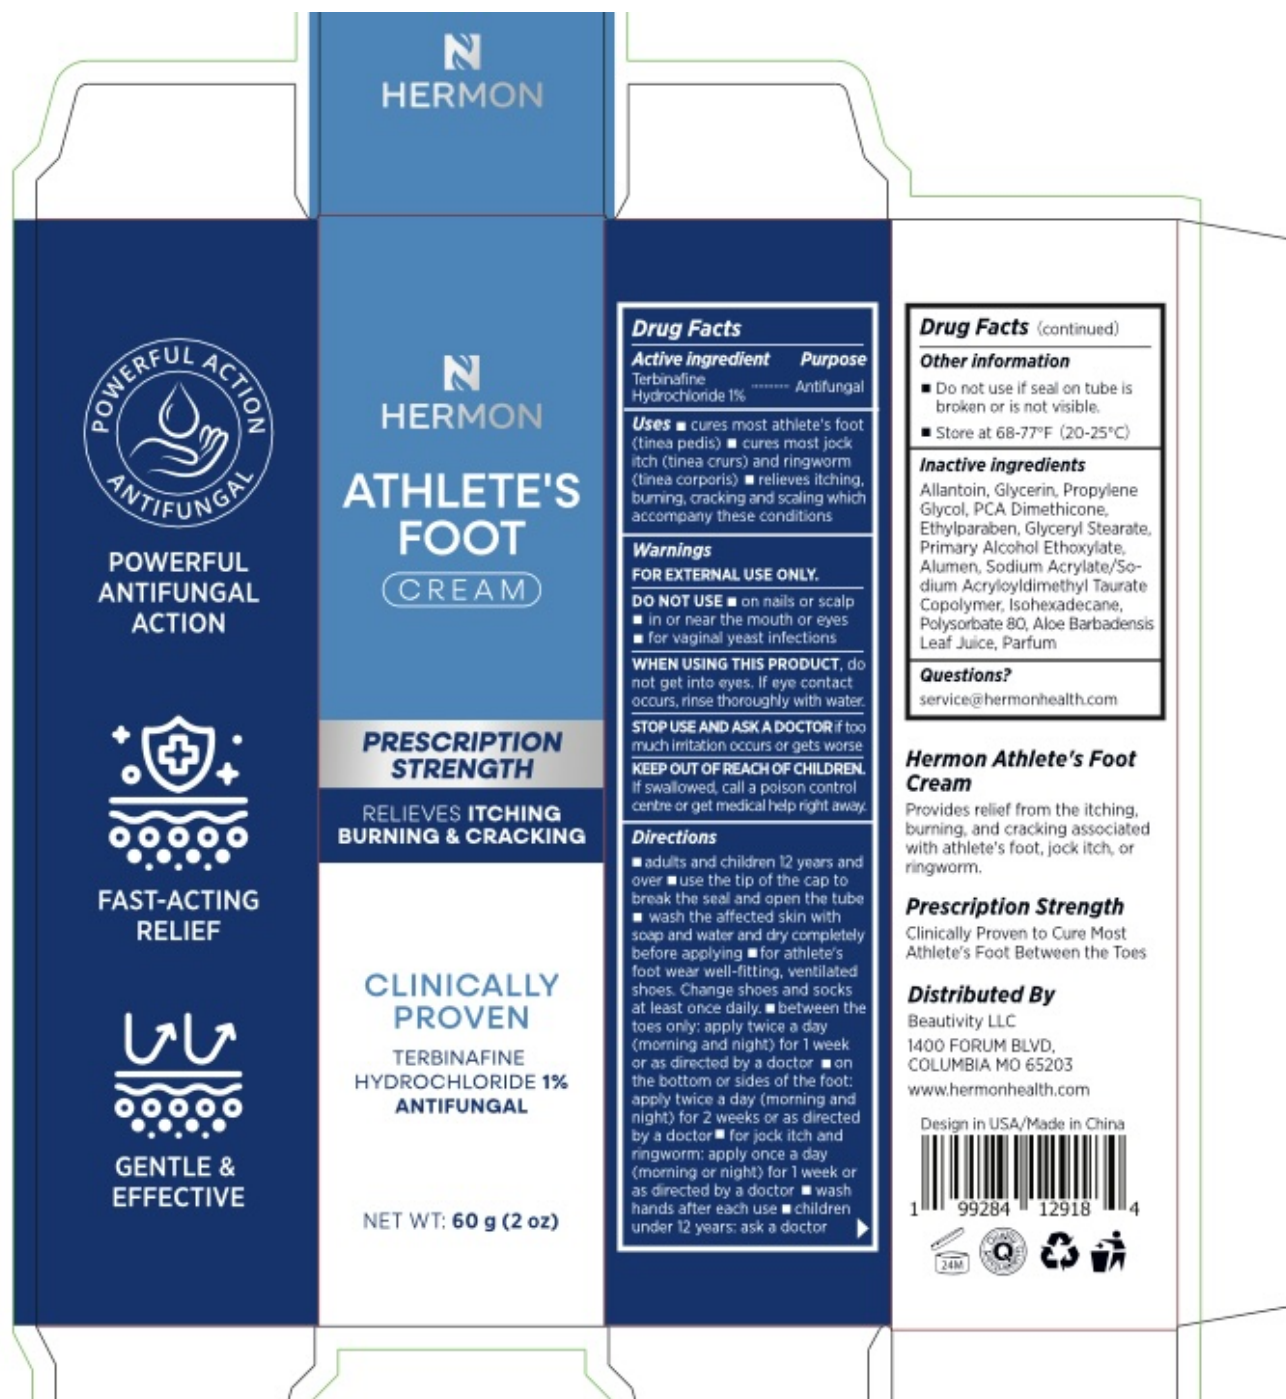 HERMON
POWERFUL ACTION
ANTIFUNGAL
POWERFUL
ANTIFUNGAL
ACTION
FAST-ACTING
RELIEF
GENTLE &
EFFECTIVE
HERMON
ATHLETE'S
FOOT
CREAM
PRESCRIPTION
STRENGTH
RELIEVES ITCHING
BURNING & CRACKING
CLINICALLY
PROVEN
TERBINAFINE
HYDROCHLORIDE 1%
ANTIFUNGAL
NET WT: 60 g (2 oz)
Drug Facts
Active ingredient Purpose
Terbinafine
Hydrochloride 1% -------- Antifungal
Uses ■ cures most athlete's foot
(tinea pedis) ■ cures most jock
itch (tinea crurs) and ringworm
(tinea corporis) ■ relieves itching,
burning, cracking and scaling which
accompany these conditions
Warnings
FOR EXTERNAL USE ONLY.
DO NOT USE ■ on nails or scalp
■ in or near the mouth or eyes
■ for vaginal yeast infections
WHEN USING THIS PRODUCT, do
not get into eyes. If eye contact
occurs, rinse thoroughly with water.
STOP USE AND ASK A DOCTOR if too
much irritation occurs or gets worse
KEEP OUT OF REACH OF CHILDREN.
If swallowed, call a poison control
centre or get medical help right away.
Directions
■ adults and children 12 years and
over ■ use the tip of the cap to
break the seal and open the tube
■ wash the affected skin with
soap and water and dry completely
before applying ■ for athlete's
foot wear well-fitting, ventilated
shoes. Change shoes and socks
at least once daily. ■ between the
toes only: apply twice a day
(morning and night) for 1 week
or as directed by a doctor ■ on
the bottom or sides of the foot:
apply twice a day (morning and
night) for 2 weeks or as directed
by a doctor ■ for jock itch and
ringworm: apply once a day
(morning or night) for 1 week or
as directed by a doctor ■ wash
hands after each use ■ children
under 12 years: ask a doctor
Drug Facts (continued)
Other information
■ Do not use if seal on tube is
broken or is not visible.
■ Store at 68-77°F (20-25°C)
Inactive ingredients
Allantoin, Glycerin, Propylene
Glycol, PCA Dimethicone,
Ethylparaben, Glyceryl Stearate,
Primary Alcohol Ethoxylate,
Alumen, Sodium Acrylate/So-
dium Acryloyldimethyl Taurate
Copolymer, Isohexadecane,
Polysorbate 80, Aloe Barbadensis
Leaf Juice, Parfum
Questions?
service@hermonhealth.com
Hermon Athlete's Foot
Cream
Provides relief from the itching,
burning, and cracking associated
with athlete's foot, jock itch, or
ringworm.
Prescription Strength
Clinically Proven to Cure Most
Athlete's Foot Between the Toes
Distributed By
Beautivity LLC
1400 FORUM BLVD,
COLUMBIA MO 65203
www.hermonhealth.com
Design in USA/Made in China
1 99284 12918 4
24M
Q